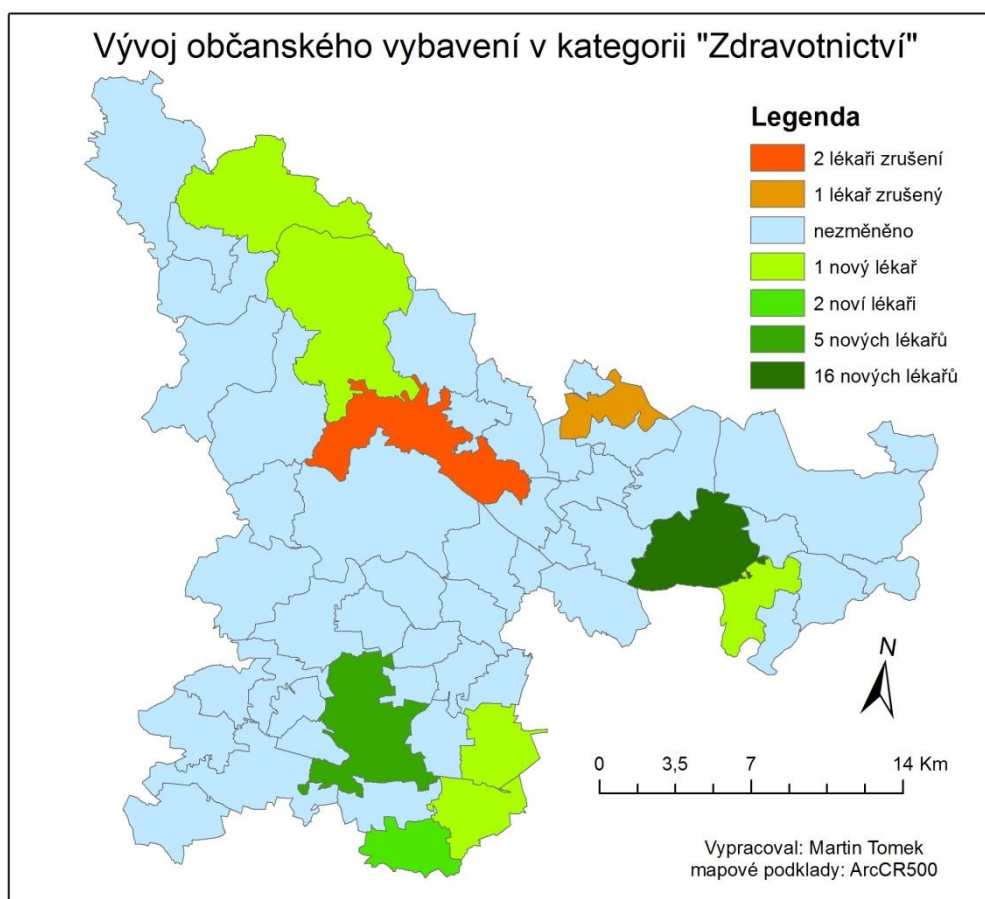 Vývoj občanského vybavení v kategorii "Zdravotnictví"
Legenda
2 lékaři zrušení
1 lékař zrušený
nezměněno
1 nový lékař
2 noví lékaři
5 nových lékařů
16 nových lékařů
N
0 3,5 7 14 Km
Vypracoval: Martin Tomek
mapové podklady: ArcCR500